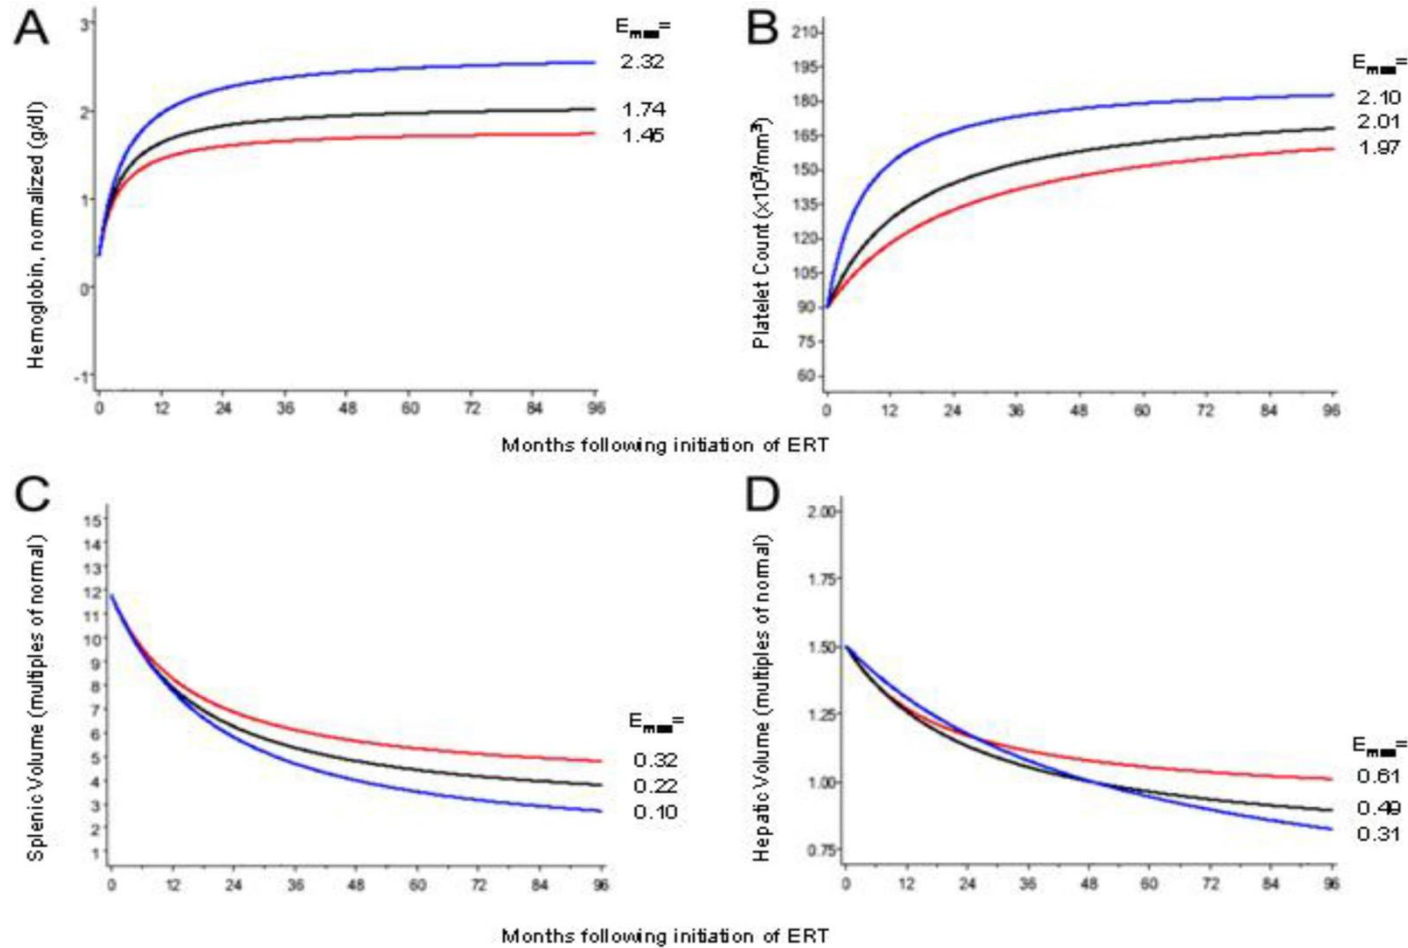 A
Hemoglobin, normalized (g/dl)
3
2
1
0
-1
0 12 24 36 48 60 72 84 96
E max=
2.32
1.74
1.45
B
Platelet Count (x10³/mm³)
210
195
180
165
150
135
120
105
90
75
60
0 12 24 36 48 60 72 84 96
E max=
2.10
2.01
1.97
Months following initiation of ERT
C
Splenic Volume (multiples of normal)
15
14
13
12
11
10
9
8
7
6
5
4
3
2
1
0 12 24 36 48 60 72 84 96
E max=
0.32
0.22
0.10
D
Hepatic Volume (multiples of normal)
2.00
1.75
1.50
1.25
1.00
0.75
0 12 24 36 48 60 72 84 96
E max=
0.61
0.49
0.31
Months following initiation of ERT